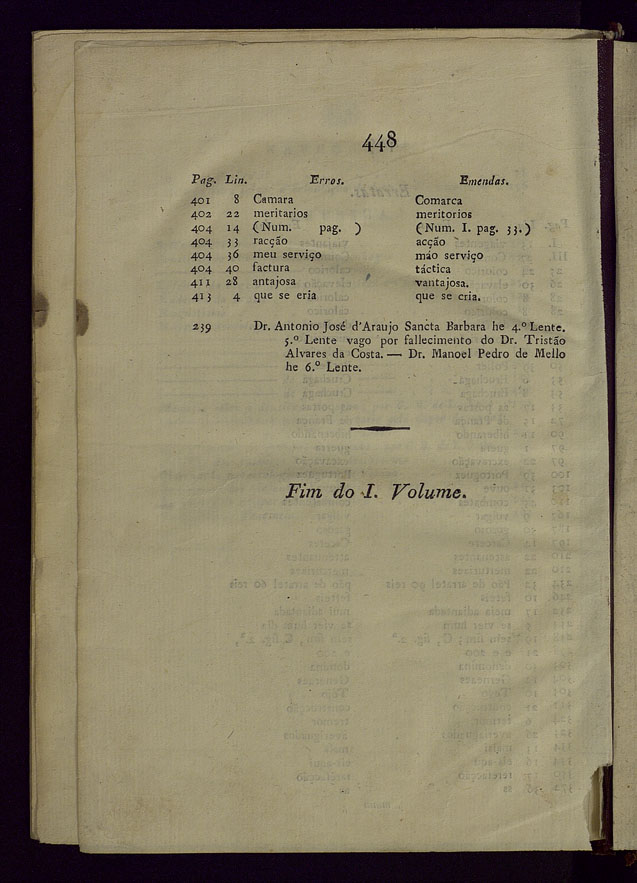 448
Pag. Lin. Erros. Emendas.
401 8 Camara Comarca
402 22 meritarios meritorios
404 14 (Num. pag. ) (Num. I. pag. 33.)
404 33 racção acção
404 36 meu serviço máo serviço
404 40 factura táctica
411 28 antajosa vantajosa.
413 4 que se eria que se cria.
239 Dr. Antonio José d'Araujo Sancta Barbara he 4.º Lente.
5.º Lente vago por fallecimento do Dr. Tristão
Alvares da Costa. — Dr. Manoel Pedro de Mello
he 6.º Lente.
Fim do I. Volume.